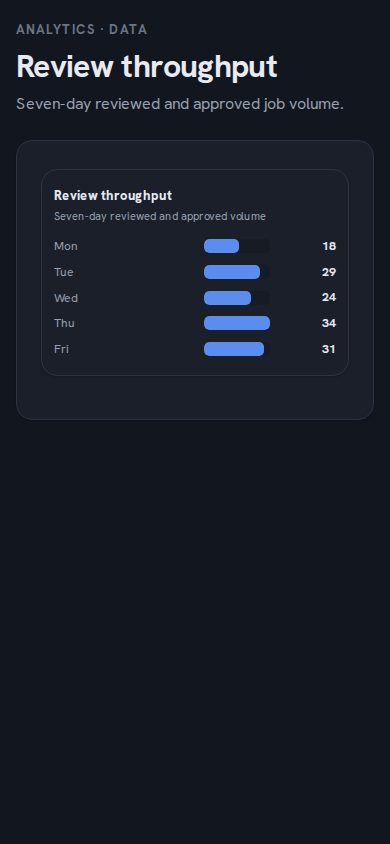 ANALYTICS · DATA
Review throughput
Seven-day reviewed and approved job volume.
Review throughput
Seven-day reviewed and approved volume
Mon 18
Tue 29
Wed 24
Thu 34
Fri 31